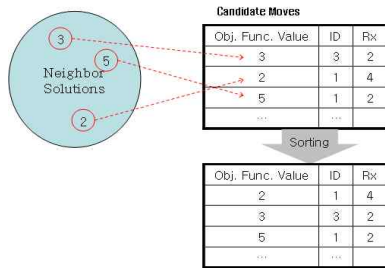 Candidate Moves
Obj. Func. Value ID Rx
3 3 2
2 1 4
5 1 2
... ... ...
3
5
Neighbor
Solutions
2
Sorting
Obj. Func. Value ID Rx
2 1 4
3 3 2
5 1 2
... ... ...